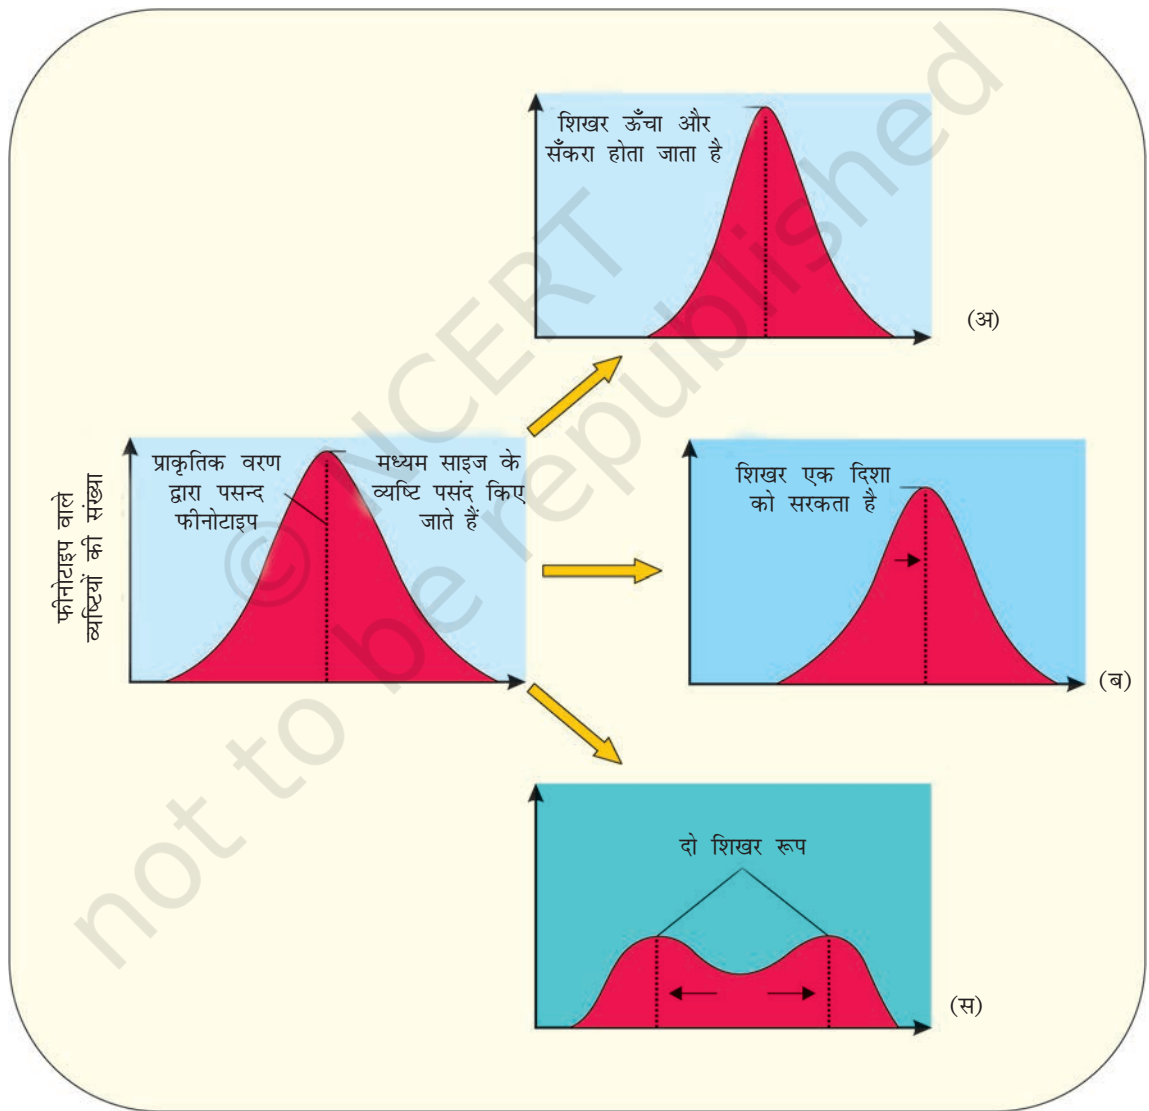 शिखर ऊँचा और
सँकरा होता जाता है
(अ)
फीनोटाइप वाले
व्यष्टियों की संख्या
प्राकृतिक वरण
द्वारा पसन्द
फीनोटाइप
मध्यम साइज के
व्यष्टि पसंद किए
जाते हैं
शिखर एक दिशा
को सरकता है
(ब)
दो शिखर रूप
(स)
© NCERT
not to be republished